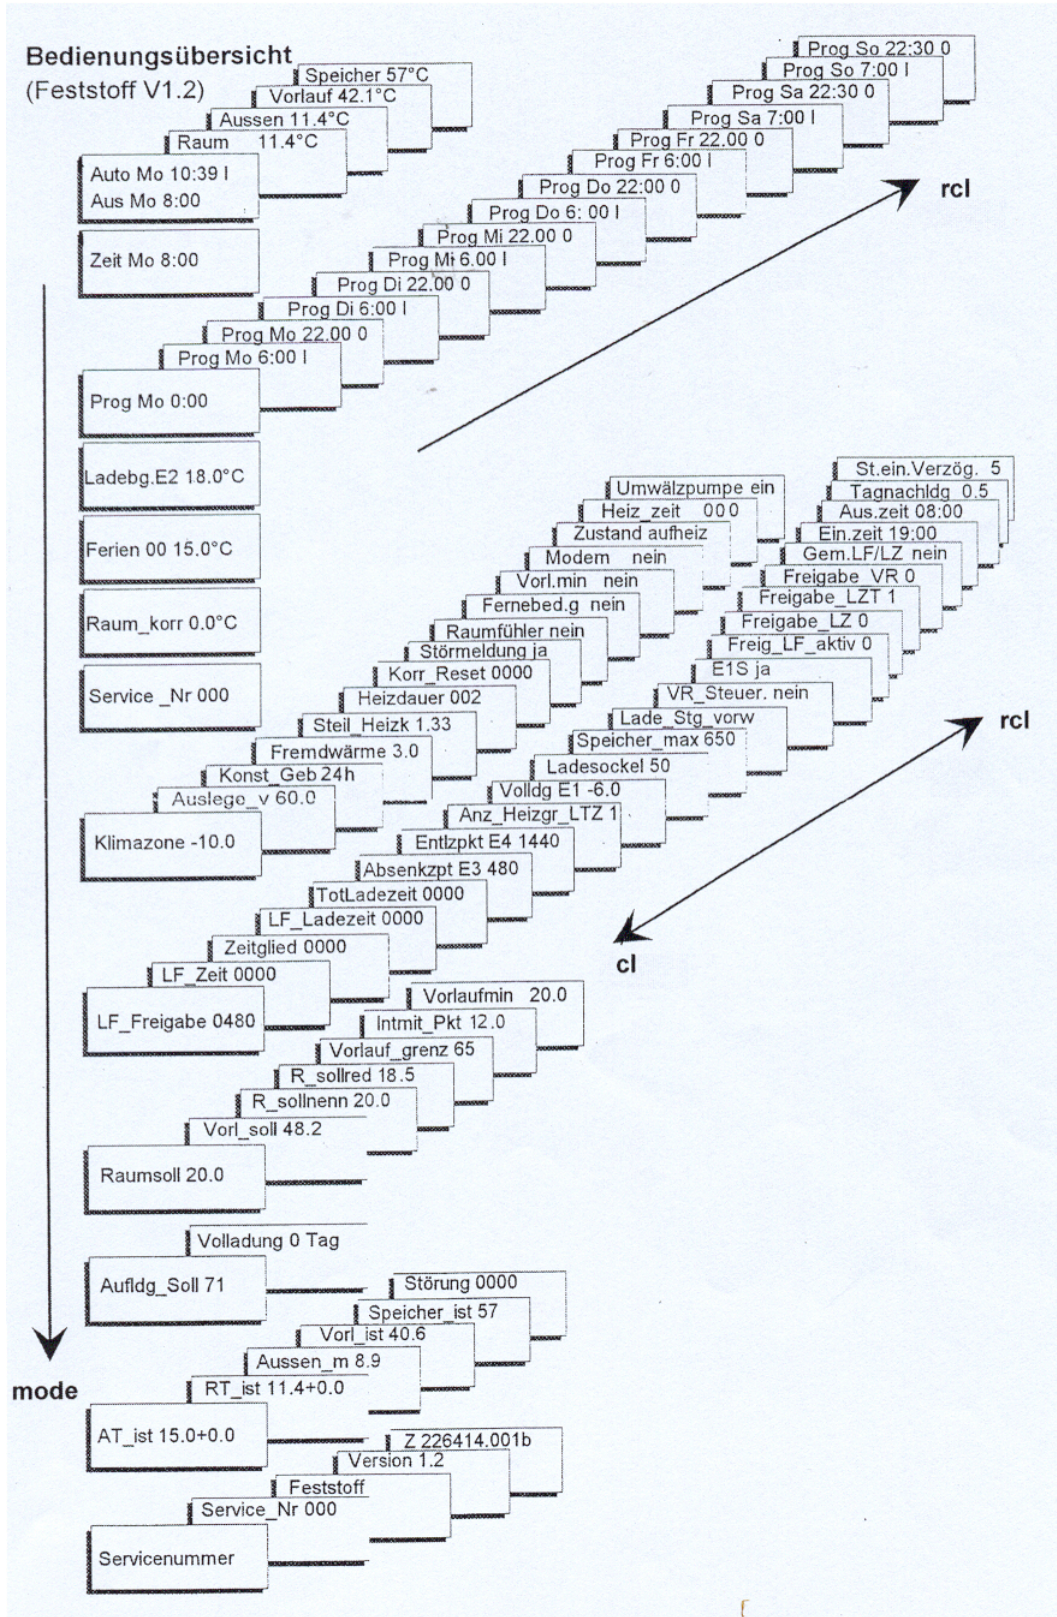 Bedienungsübersicht
(Feststoff V1.2)
Speicher 57°C
Vorlauf 42.1°C
Aussen 11.4°C
Raum 11.4°C
Auto Mo 10:39 I
Aus Mo 8:00
Zeit Mo 8:00
Prog So 22:30 0
Prog So 7:00 I
Prog Sa 22:30 0
Prog Sa 7:00 I
Prog Fr 22.00 0
Prog Fr 6:00 I
Prog Do 22:00 0
Prog Do 6: 00 I
Prog Mi 22.00 0
Prog Mi 6.00 I
Prog Di 22.00 0
Prog Di 6:00 I
Prog Mo 22.00 0
Prog Mo 6:00 I
Prog Mo 0:00
rcl
Ladebg.E2 18.0°C
Ferien 00 15.0°C
Raum_korr 0.0°C
Service _Nr 000
Umwälzpumpe ein
Heiz_zeit 000
Zustand aufheiz
Modem nein
Vorl.min nein
Fernebed.g nein
Raumfühler nein
Störmeldung ja
Korr_Reset 0000
Heizdauer 002
Steil_Heizk 1.33
Fremdwärme 3.0
Konst_Geb 24h
Auslege_v 60.0
Klimazone -10.0
St.ein.Verzög. 5
Tagnachldg 0.5
Aus.zeit 08:00
Ein.zeit 19:00
Gem.LF/LZ nein
Freigabe_VR 0
Freigabe_LZT 1
Freigabe_LZ 0
Freig_LF_aktiv 0
E1S ja
VR_Steuer. nein
Lade_Stg_vorw
Speicher_max 650
Ladesockel 50
Volldg E1 -6.0
Anz_Heizgr_LTZ 1
Entlzpkt E4 1440
Absenkzpt E3 480
TotLadezeit 0000
LF_Ladezeit 0000
Zeitglied 0000
LF_Zeit 0000
LF_Freigabe 0480
rcl
cl
Vorlaufmin 20.0
Intmit_Pkt 12.0
Vorlauf_grenz 65
R_sollred 18.5
R_sollnenn 20.0
Vorl_soll 48.2
Raumsoll 20.0
Volladung 0 Tag
Aufldg_Soll 71
Störung 0000
Speicher_ist 57
Vorl_ist 40.6
Aussen_m 8.9
RT_ist 11.4+0.0
AT_ist 15.0+0.0
mode
Z 226414.001b
Version 1.2
Feststoff
Service_Nr 000
Servicenummer